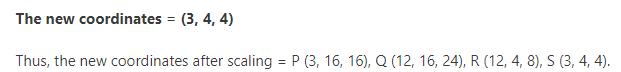 The new coordinates = (3, 4, 4)
Thus, the new coordinates after scaling = P (3, 16, 16), Q (12, 16, 24), R (12, 4, 8), S (3, 4, 4).